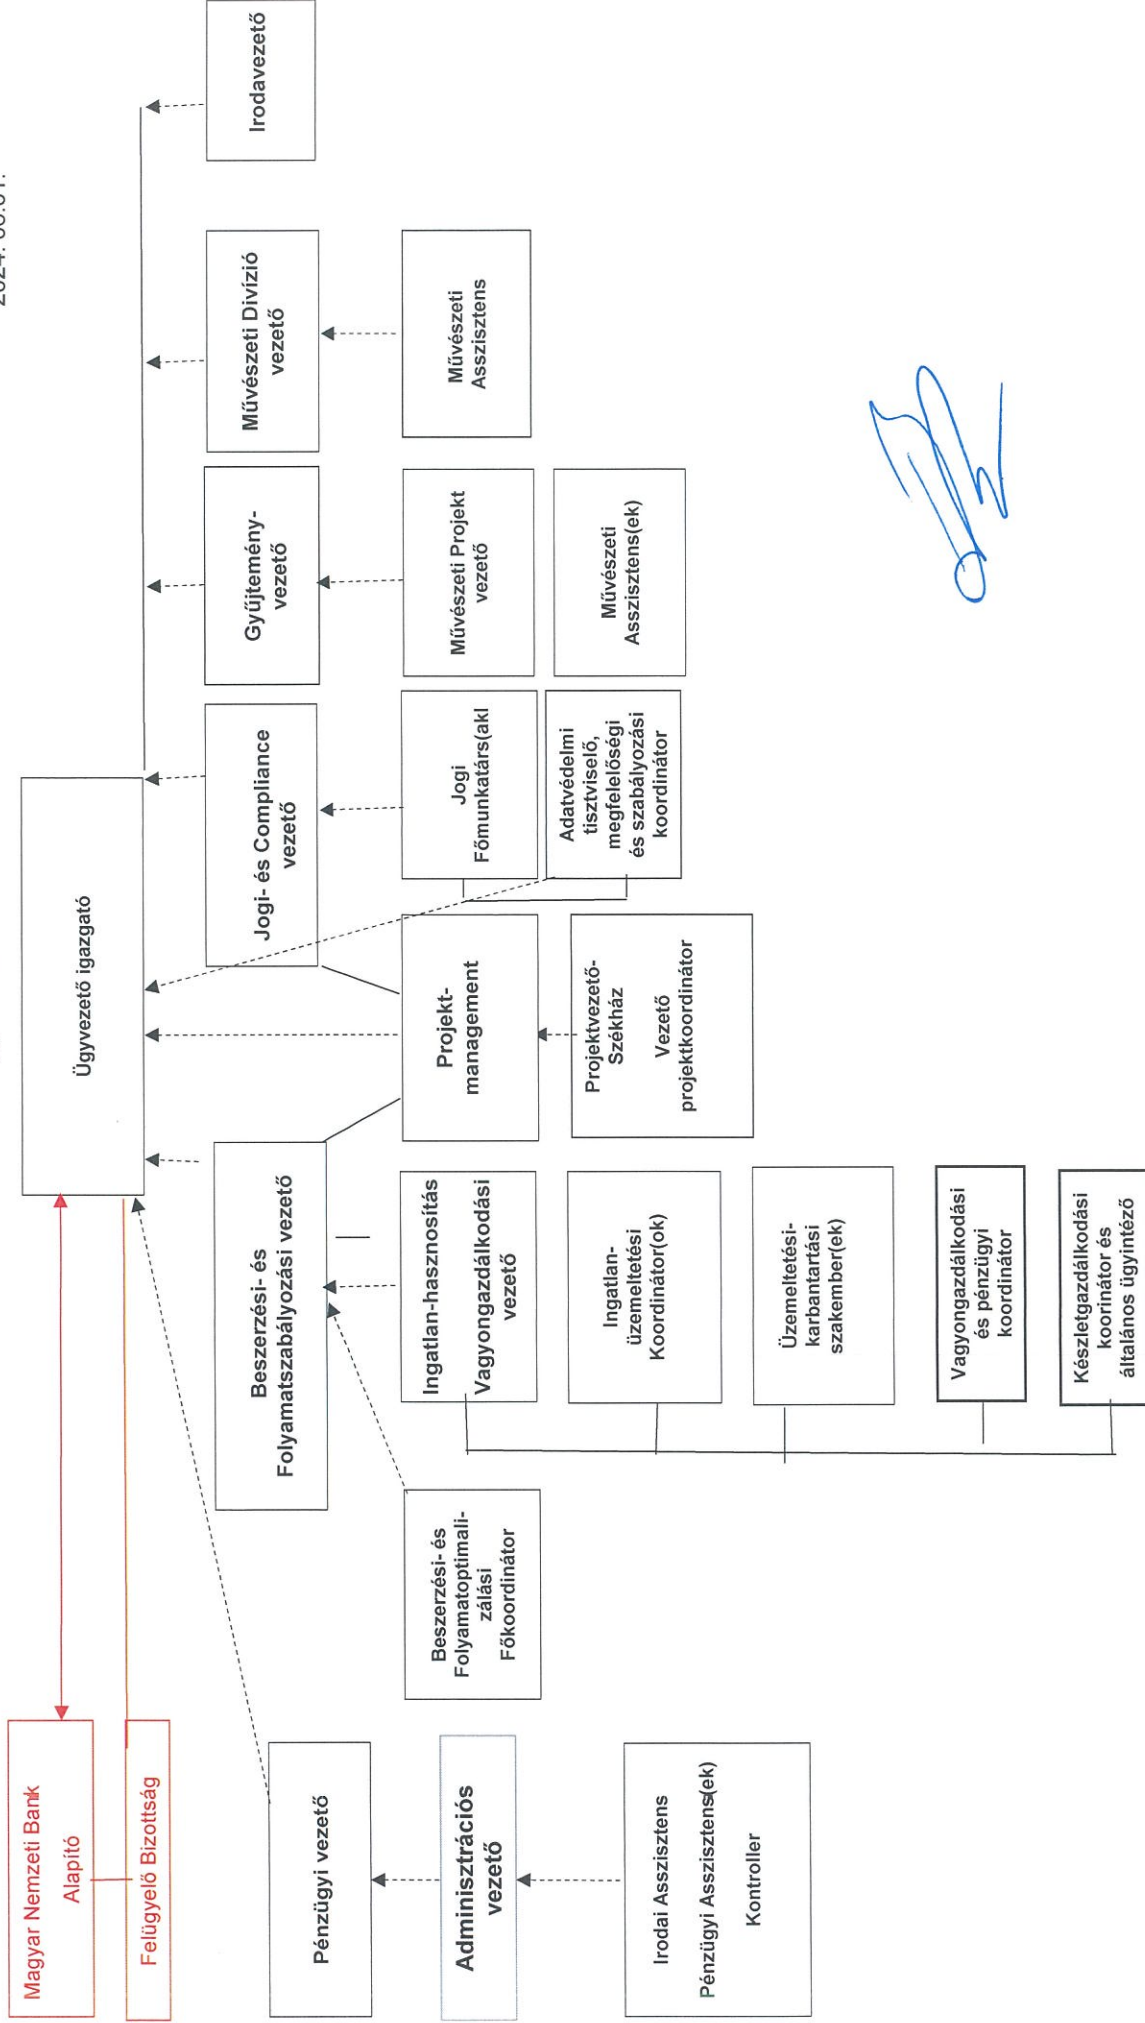 Magyar Nemzeti Bank
Alapító
Felügyelő Bizottság
Ügyvezető igazgató
Pénzügyi vezető
Beszerzési- és
Folyamatszabályozási vezető
Jogi- és Compliance
vezető
Gyűjtemény-
vezető
Művészeti Divízió
vezető
Irodavezető
Adminisztrációs
vezető
Irodai Asszisztens
Pénzügyi Asszisztens(ek)
Kontroller
Beszerzési- és
Folyamatoptimali-
zálási
Főkoordinátor
Ingatlan-hasznosítás
Vagyongazdálkodási
vezető
Ingatlan-
üzemeltetési
Koordinátor(ok)
Üzemeltetési-
karbantartási
szakember(ek)
Vagyongazdálkodási
és pénzügyi
koordinátor
Készletgazdálkodási
koorinátor és
általános ügyintéző
Projekt-
management
Projektvezető-
Székház
Vezető
projektkoordinátor
Jogi
Főmunkatárs(akl
Adatvédelmi
tisztviselő,
megfelelőségi
és szabályozási
koordinátor
Művészeti Projekt
vezető
Művészeti
Asszisztens(ek)
Művészeti
Asszisztens